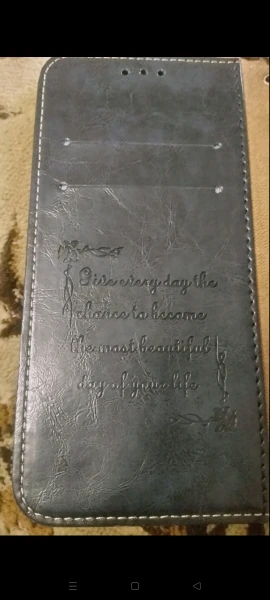 Give every day the
chance to become
the most beautiful
day of your life